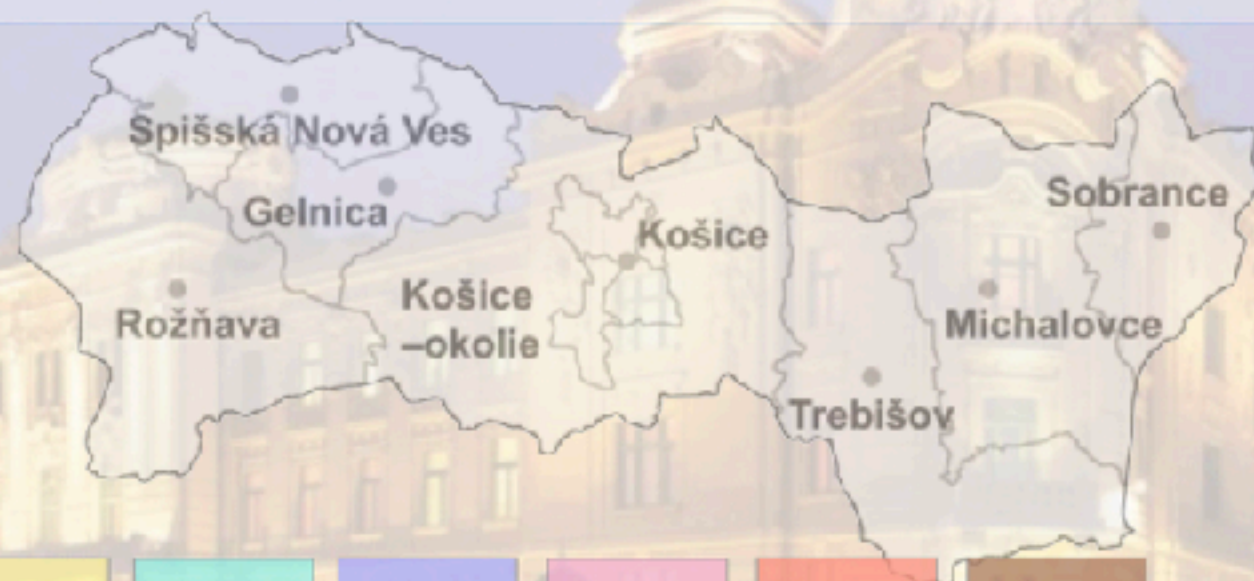 Spišská Nová Ves
Gelnica
Rožňava
Košice
–okolie
Košice
Trebišov
Michalovce
Sobrance